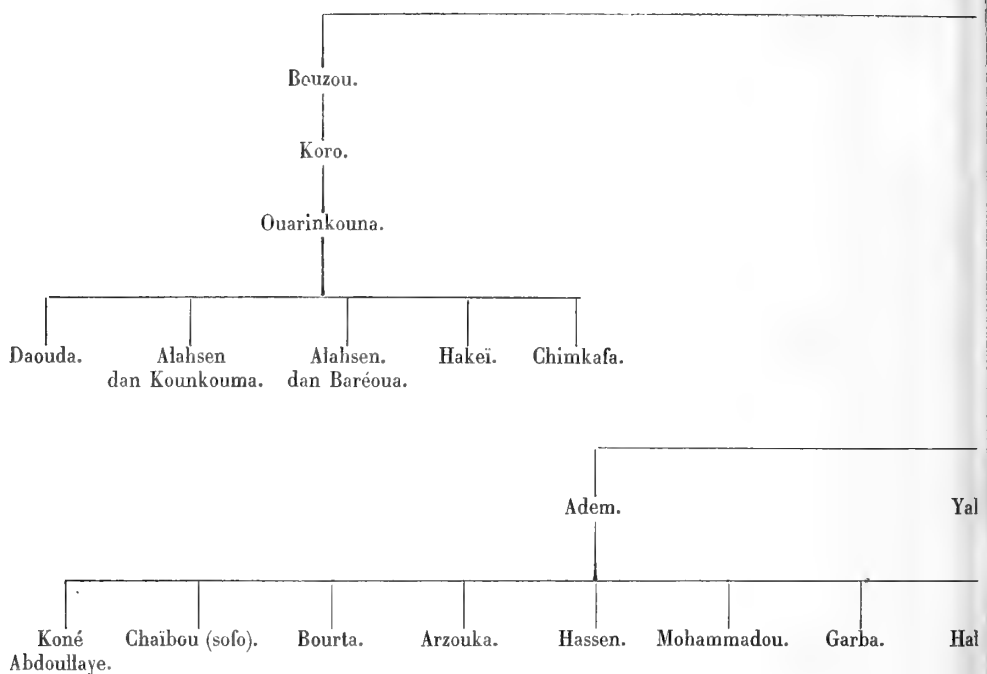 Bouzou.
Koro.
Ouarinkouna.
Daouda. Alahsen Alahsen. Hakeï. Chimkafa.
dan Kounkouma. dan Baréoua.
Adem.
Koné Chaïbou (sofo). Bourta. Arzouka. Hassen. Mohammadou. Garba.
Abdoullaye.